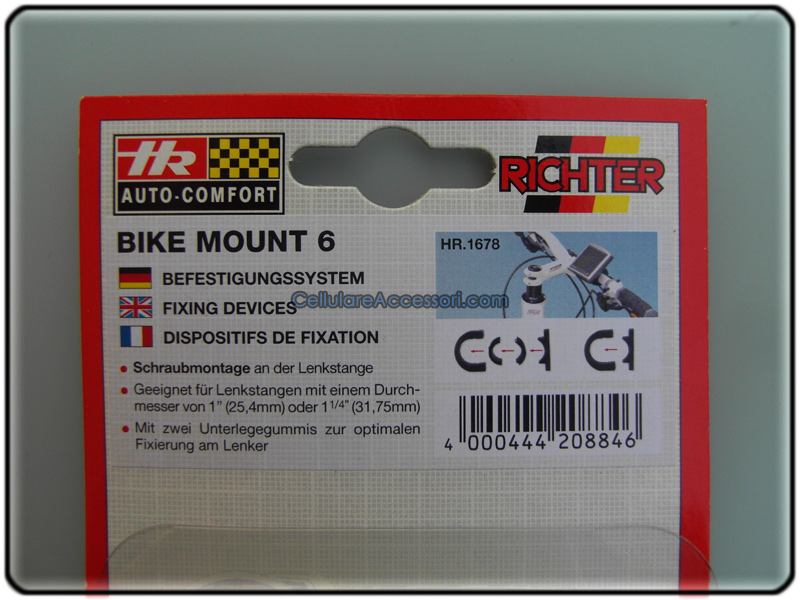 HR
AUTO-COMFORT
RICHTER
BIKE MOUNT 6
HR.1678
BEFESTIGUNGSSYSTEM
FIXING DEVICES
CellulareAccessori.com
DISPOSITIFS DE FIXATION
• Schraubmontage an der Lenkstange
• Geeignet für Lenkstangen mit einem Durch-
messer von 1" (25,4mm) oder 1 1/4" (31,75mm)
• Mit zwei Unterlegegummis zur optimalen
Fixierung am Lenker
4 000444 208846